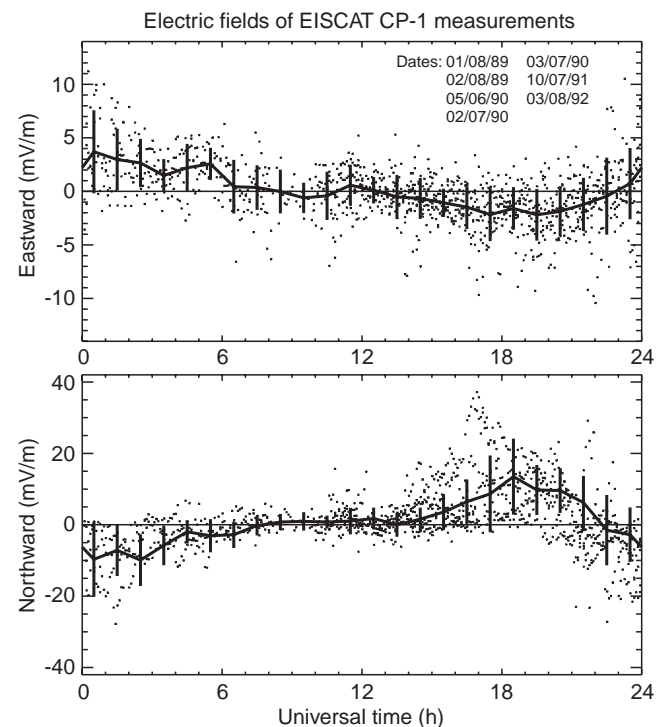 Electric fields of EISCAT CP-1 measurements
Dates: 01/08/89 03/07/90
02/08/89 10/07/91
05/06/90 03/08/92
02/07/90
Eastward (mV/m)
10
5
0
-5
-10
0 6 12 18 24
Northward (mV/m)
40
20
0
-20
-40
0 6 12 18 24
Universal time (h)